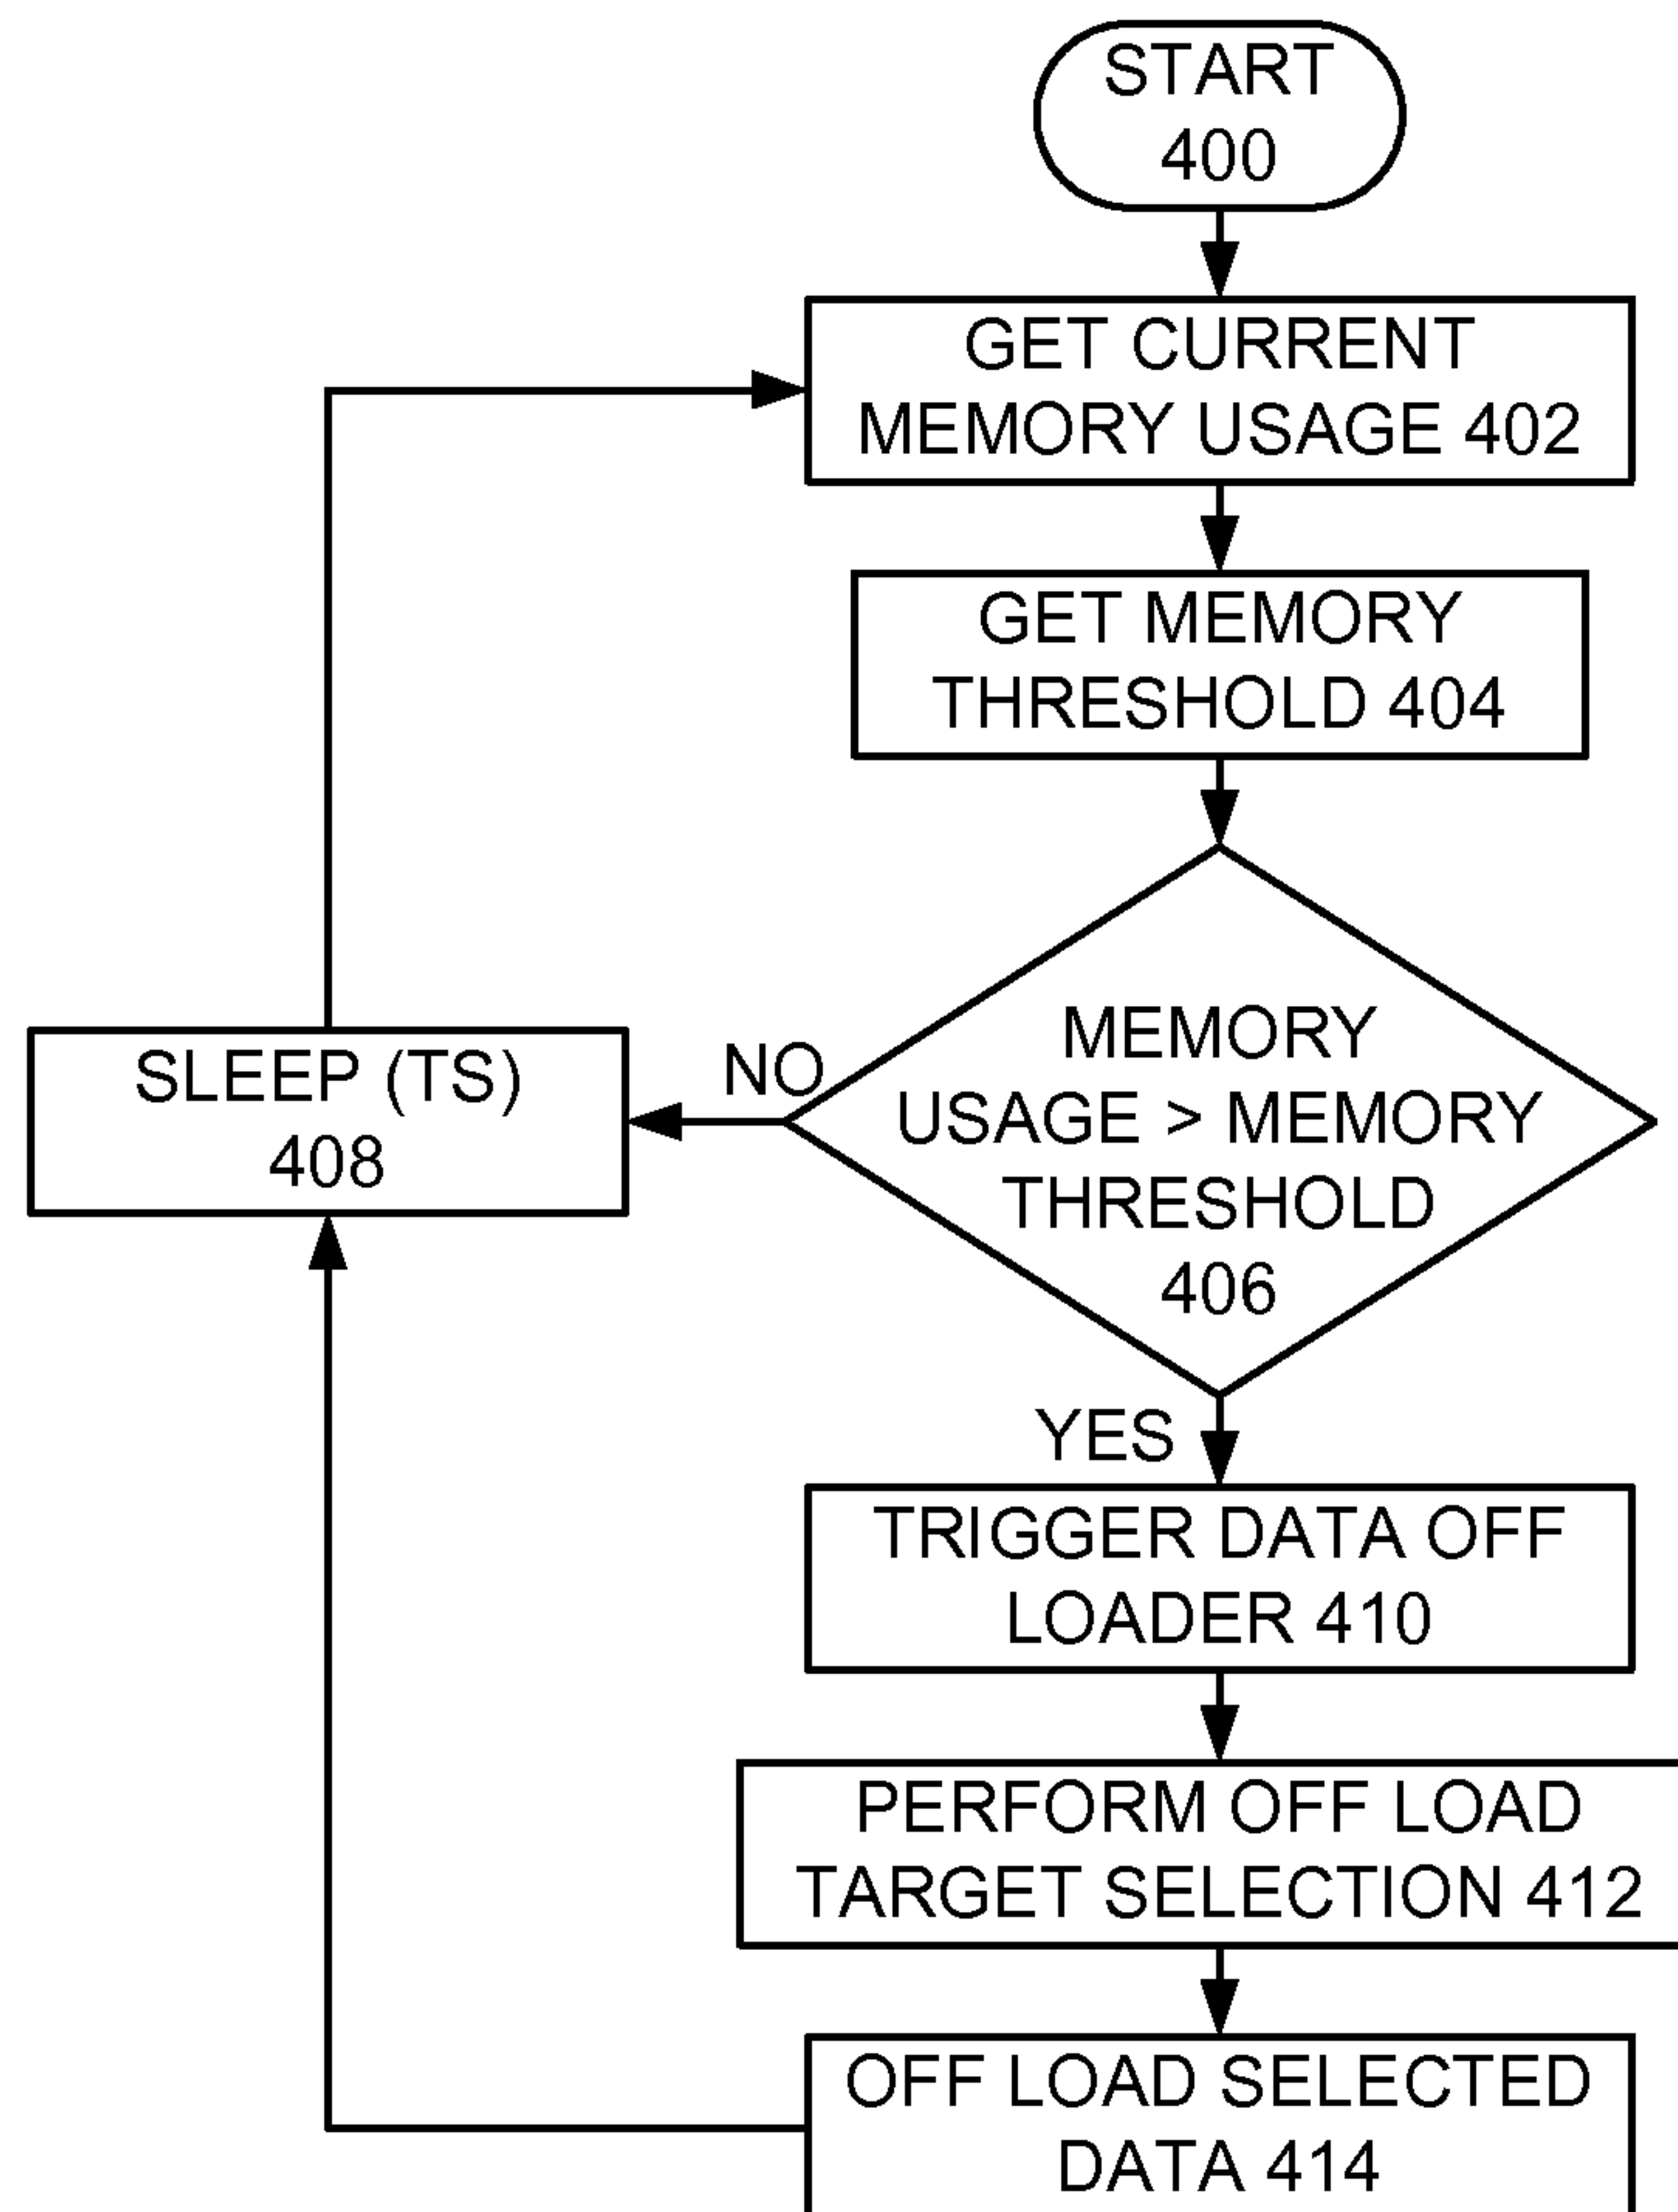 START
400
GET CURRENT
MEMORY USAGE 402
GET MEMORY
THRESHOLD 404
MEMORY
USAGE > MEMORY
THRESHOLD
406
NO
SLEEP (TS)
408
YES
TRIGGER DATA OFF
LOADER 410
PERFORM OFF LOAD
TARGET SELECTION 412
OFF LOAD SELECTED
DATA 414